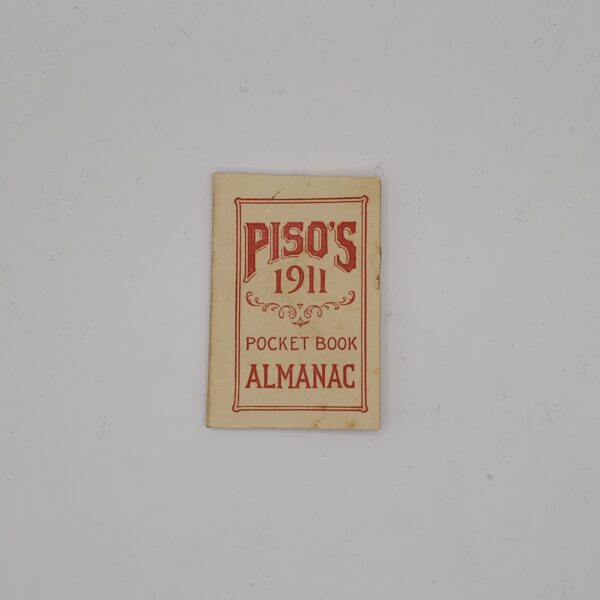 PISO'S
1911
POCKET BOOK
ALMANAC